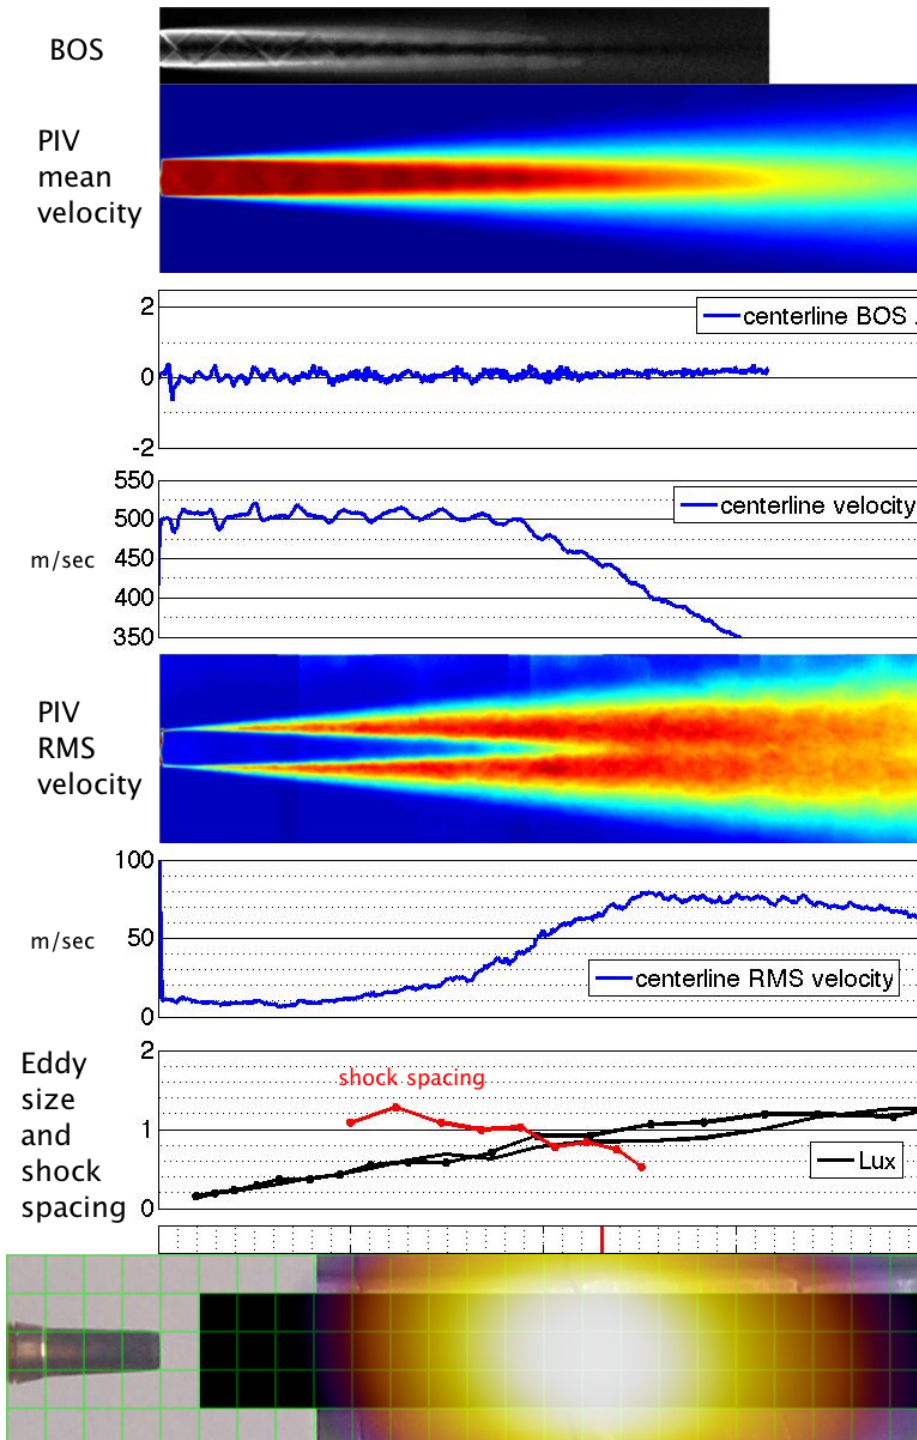 BOS
PIV
mean
velocity
2
centerline BOS .
0
-2
550
centerline velocity
500
m/sec
450
400
350
PIV
RMS
velocity
100
m/sec
50
centerline RMS velocity
0
Eddy
size
and
shock
spacing
2
shock spacing
1
Lux
0